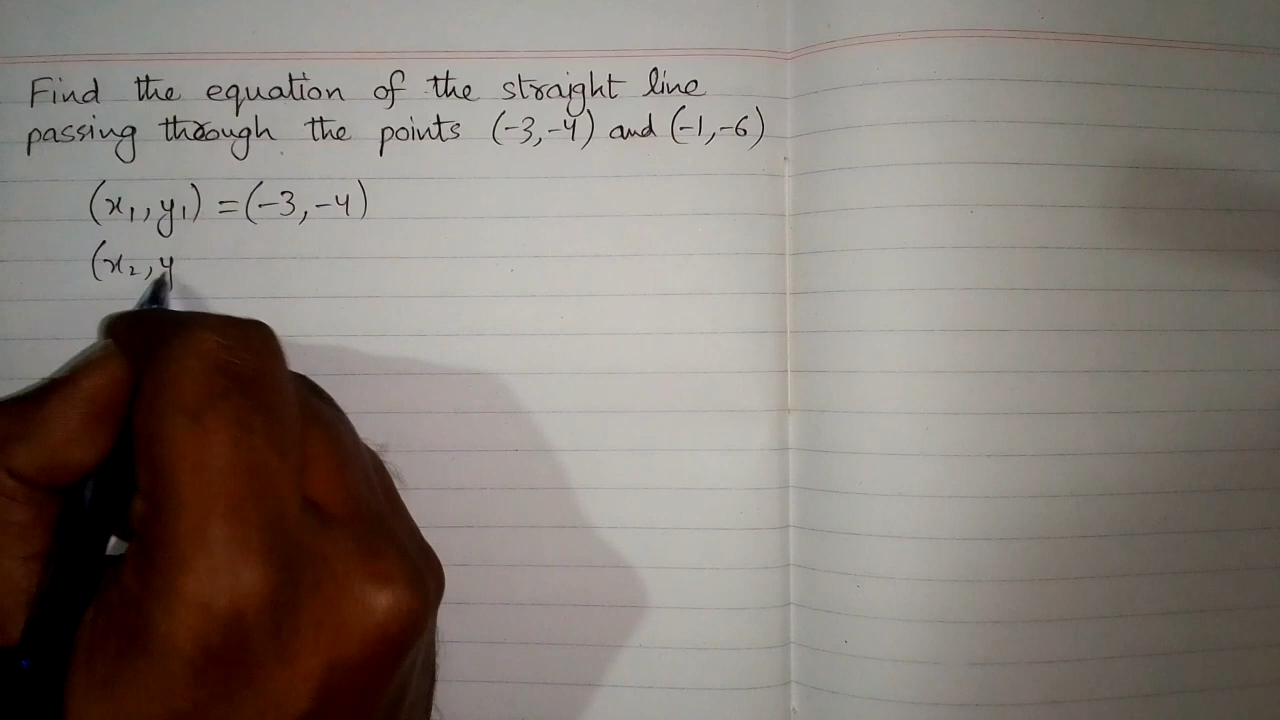 Find the equation of the straight line
passing through the points (-3,-4) and (-1,-6)
(x₁,y₁) = (-3,-4)
(x₂,y